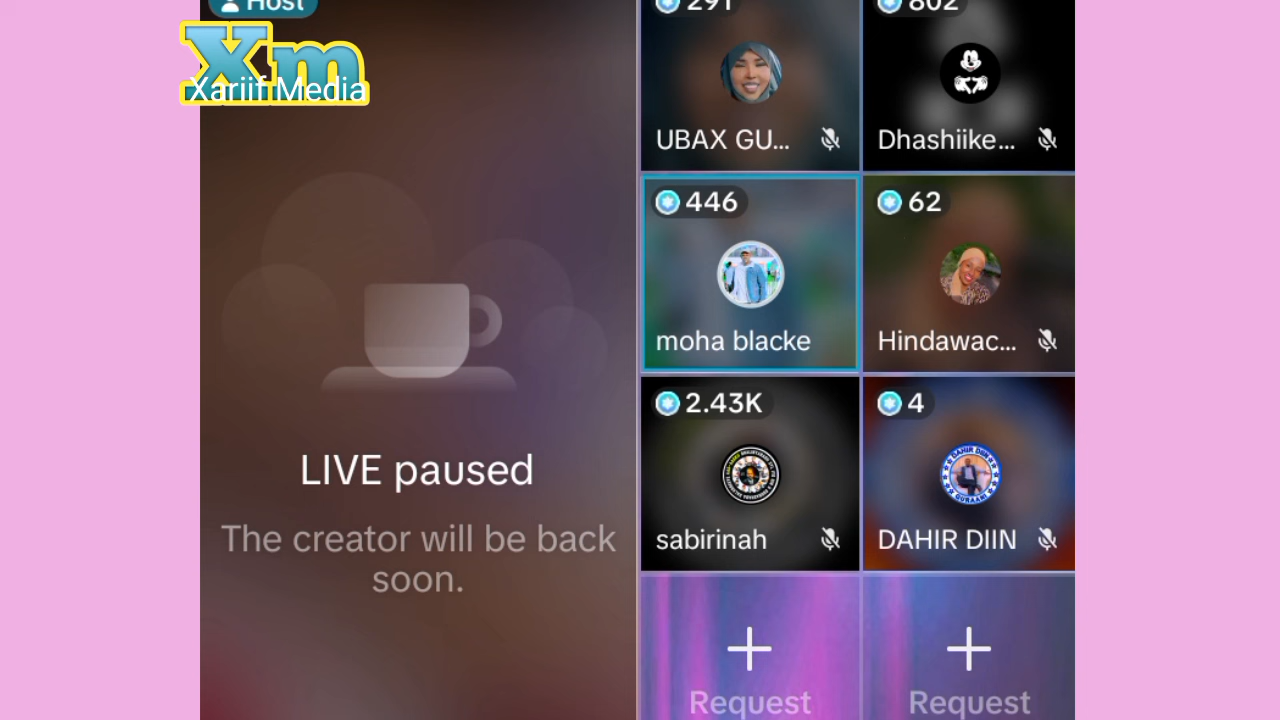 Host
Xm
Xariif Media
LIVE paused
The creator will be back
soon.
291
UBAX GU...
802
Dhashiike...
446
moha blacke
62
Hindawac...
2.43K
sabirinah
4
DAHIR DIIN
Request
Request